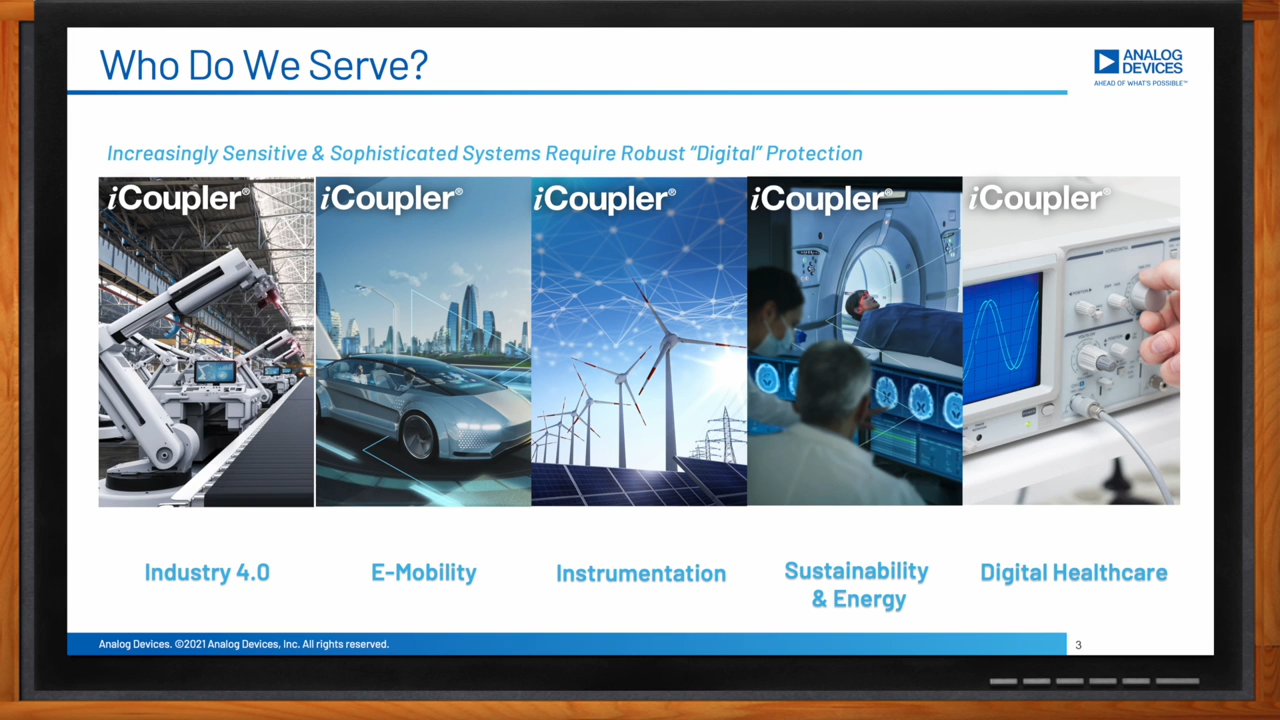 Who Do We Serve?
ANALOG
DEVICES
AHEAD OF WHAT'S POSSIBLE™
Increasingly Sensitive & Sophisticated Systems Require Robust “Digital” Protection
iCoupler®
iCoupler®
iCoupler®
iCoupler®
iCoupler®
Industry 4.0
E-Mobility
Instrumentation
Sustainability
& Energy
Digital Healthcare
Analog Devices. ©2021 Analog Devices, Inc. All rights reserved.
3